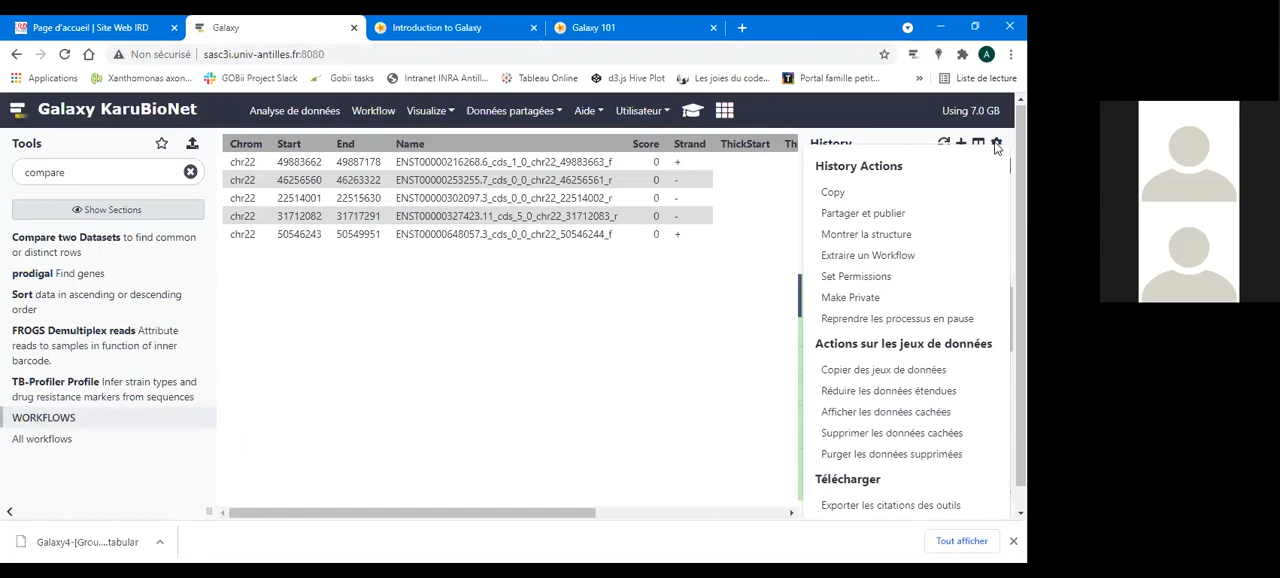 Page d'accueil | Site Web IRD
Galaxy
Introduction to Galaxy
Galaxy 101
Non sécurisé
sasc3i.univ-antilles.fr:8080
A
Applications
Xanthomonas axon...
GOBii Project Slack
Gobii tasks
Intranet INRA Antill...
Tableau Online
d3.js Hive Plot
Les joies du code...
Portal famille petit...
»
Liste de lecture
Galaxy KaruBioNet
Analyse de données
Workflow
Visualize
Données partagées
Aide
Utilisateur
Using 7.0 GB
Tools
compare
Show Sections
Compare two Datasets to find common
or distinct rows
prodigal Find genes
Sort data in ascending or descending
order
FROGS Demultiplex reads Attribute
reads to samples in function of inner
barcode.
TB-Profiler Profile Infer strain types and
drug resistance markers from sequences
WORKFLOWS
All workflows
Chrom Start End Name Score Strand ThickStart Th
chr22 49883662 49887178 ENST00000216268.6_cds_1_0_chr22_49883663_f 0 +
chr22 46256560 46263322 ENST00000253255.7_cds_0_0_chr22_46256561_r 0 -
chr22 22514001 22515630 ENST00000302097.3_cds_0_0_chr22_22514002_r 0 -
chr22 31712082 31717291 ENST00000327423.11_cds_5_0_chr22_31712083_r 0 -
chr22 50546243 50549951 ENST00000648057.3_cds_0_0_chr22_50546244_f 0 +
History
History Actions
Copy
Partager et publier
Montrer la structure
Extraire un Workflow
Set Permissions
Make Private
Reprendre les processus en pause
Actions sur les jeux de données
Copier des jeux de données
Réduire les données étendues
Afficher les données cachées
Supprimer les données cachées
Purger les données supprimées
Télécharger
Exporter les citations des outils
Galaxy4-[Grou....tabular
Tout afficher